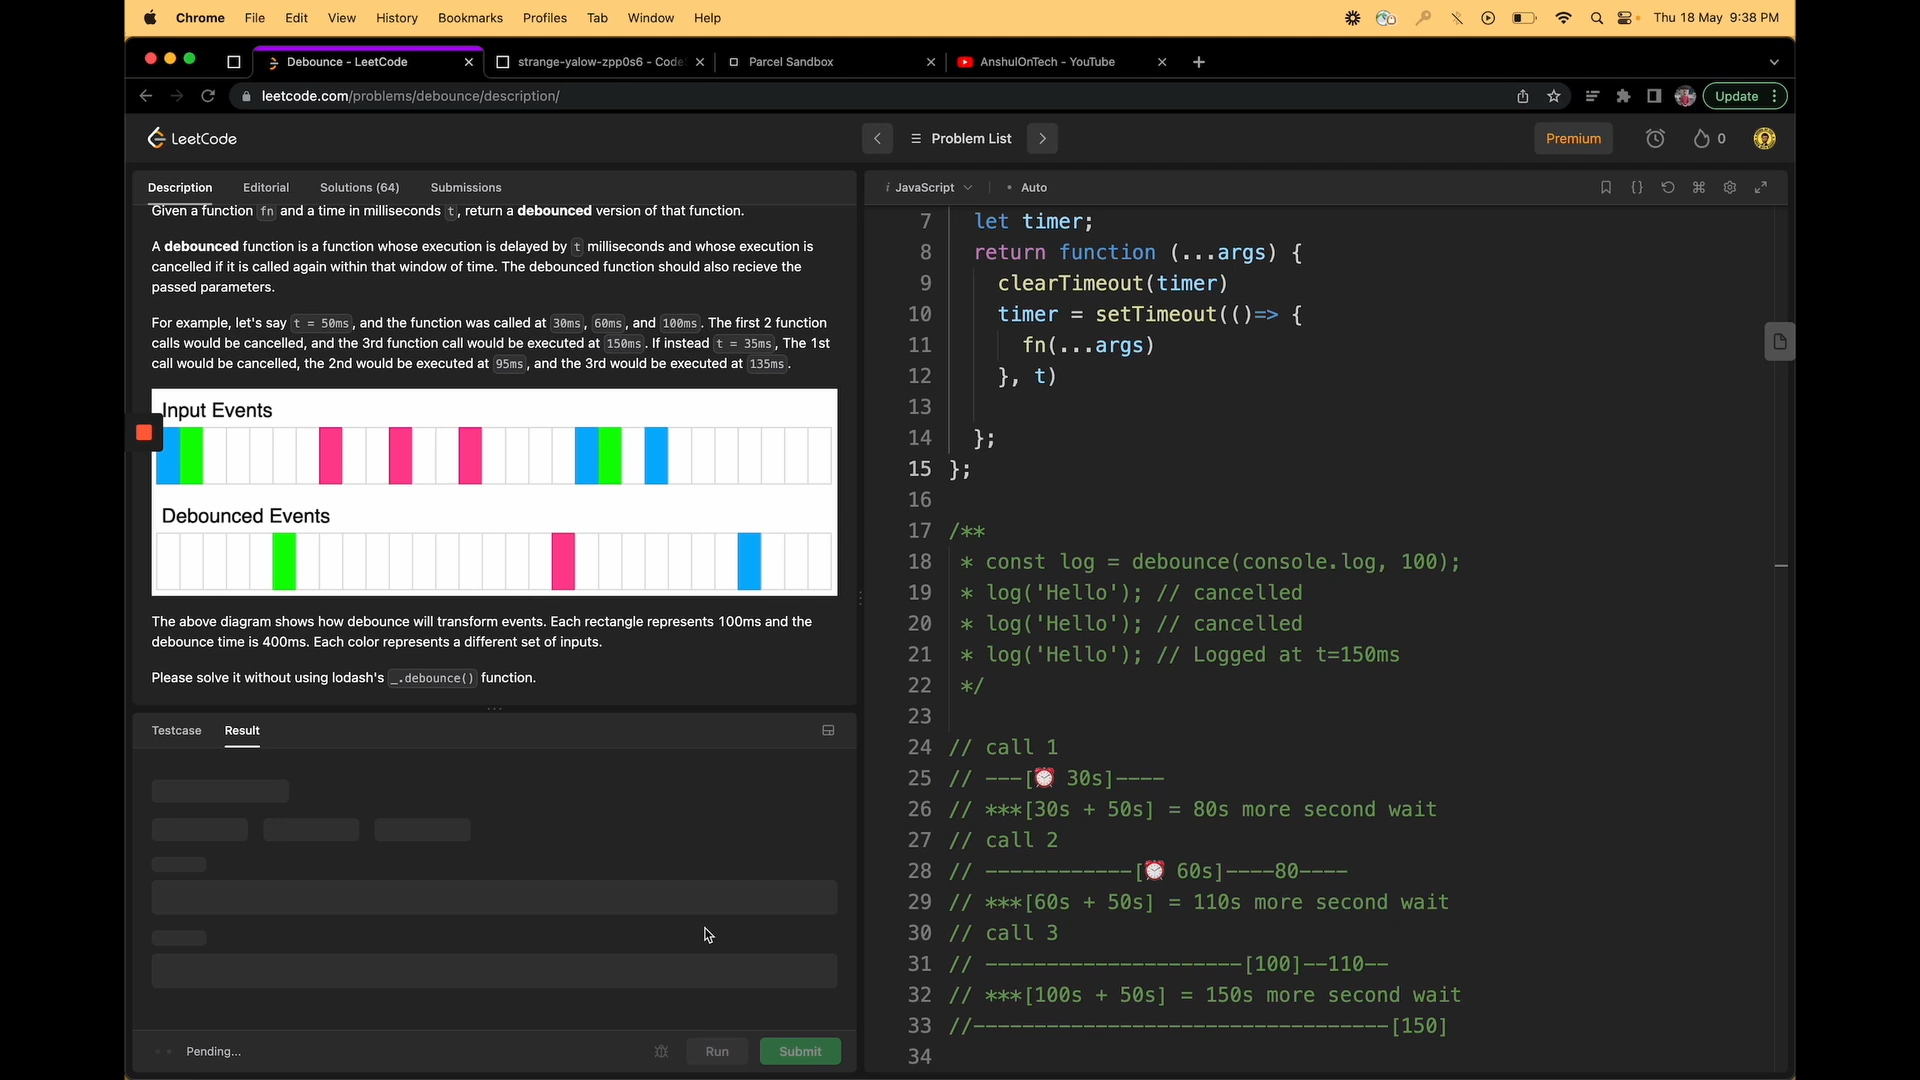 Chrome File Edit View History Bookmarks Profiles Tab Window Help Thu 18 May 9:38 PM
Debounce - LeetCode strange-yalow-zpp0s6 - Code Parcel Sandbox AnshulOnTech - YouTube
leetcode.com/problems/debounce/description/ Update
LeetCode Problem List Premium 0
Description Editorial Solutions (64) Submissions
Given a function fn and a time in milliseconds t, return a debounced version of that function.
A debounced function is a function whose execution is delayed by t milliseconds and whose execution is
cancelled if it is called again within that window of time. The debounced function should also recieve the
passed parameters.
For example, let's say t = 50ms, and the function was called at 30ms, 60ms, and 100ms. The first 2 function
calls would be cancelled, and the 3rd function call would be executed at 150ms. If instead t = 35ms, The 1st
call would be cancelled, the 2nd would be executed at 95ms, and the 3rd would be executed at 135ms.
Input Events
Debounced Events
The above diagram shows how debounce will transform events. Each rectangle represents 100ms and the
debounce time is 400ms. Each color represents a different set of inputs.
Please solve it without using lodash's _.debounce() function.
Testcase Result
Pending... Run Submit
i JavaScript • Auto
7 let timer;
8 return function (...args) {
9 clearTimeout(timer)
10 timer = setTimeout(()=> {
11 fn(...args)
12 }, t)
13
14 };
15 };
16
17 /**
18 * const log = debounce(console.log, 100);
19 * log('Hello'); // cancelled
20 * log('Hello'); // cancelled
21 * log('Hello'); // Logged at t=150ms
22 */
23
24 // call 1
25 // ---[⏰ 30s]----
26 // ***[30s + 50s] = 80s more second wait
27 // call 2
28 // ------------[⏰ 60s]----80----
29 // ***[60s + 50s] = 110s more second wait
30 // call 3
31 // ---------------------[100]--110--
32 // ***[100s + 50s] = 150s more second wait
33 //----------------------------------[150]
34